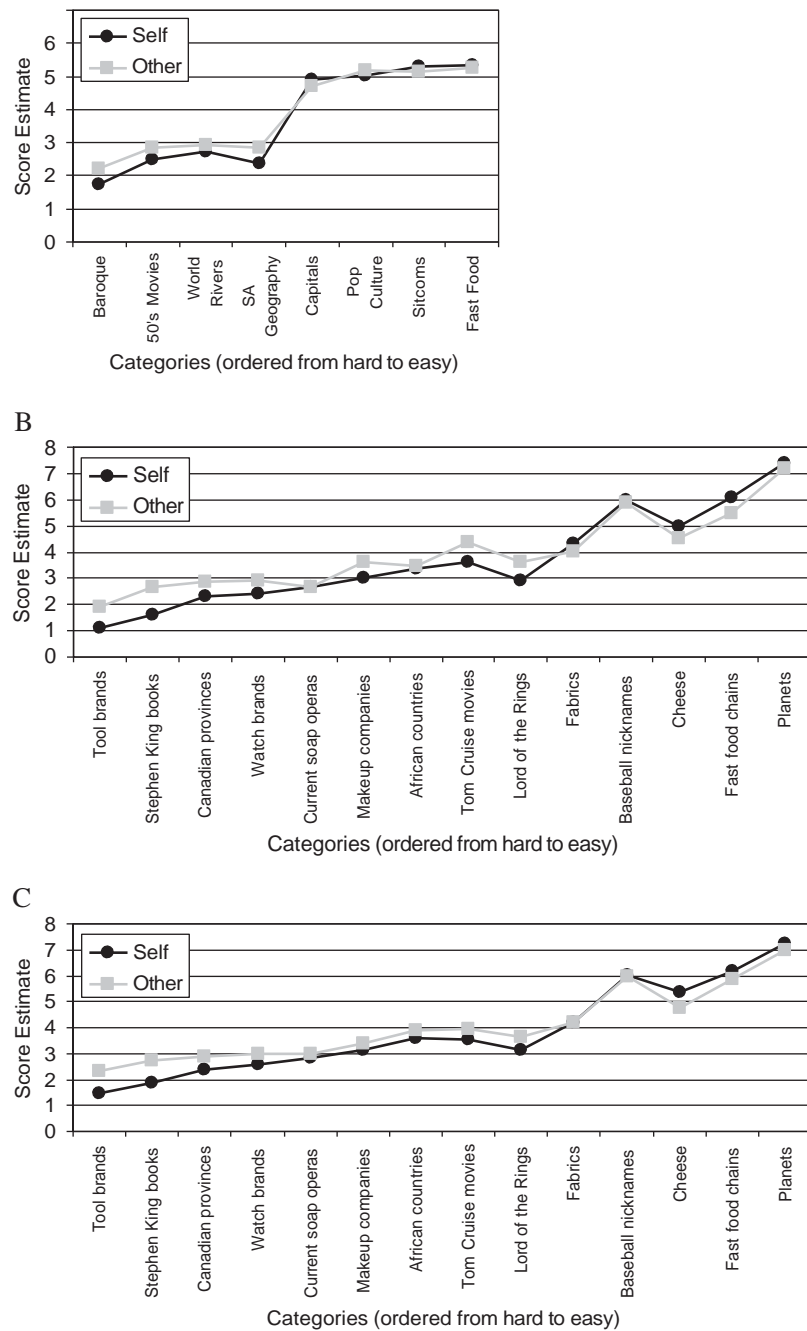 Self
Other
Score Estimate
6
5
4
3
2
1
0
Baroque
50's Movies
World
Rivers
SA
Geography
Capitals
Pop
Culture
Sitcoms
Fast Food
Categories (ordered from hard to easy)
B
Self
Other
Score Estimate
8
7
6
5
4
3
2
1
0
Tool brands
Stephen King books
Canadian provinces
Watch brands
Current soap operas
Makeup companies
African countries
Tom Cruise movies
Lord of the Rings
Fabrics
Baseball nicknames
Cheese
Fast food chains
Planets
Categories (ordered from hard to easy)
C
Self
Other
Score Estimate
8
7
6
5
4
3
2
1
0
Tool brands
Stephen King books
Canadian provinces
Watch brands
Current soap operas
Makeup companies
African countries
Tom Cruise movies
Lord of the Rings
Fabrics
Baseball nicknames
Cheese
Fast food chains
Planets
Categories (ordered from hard to easy)